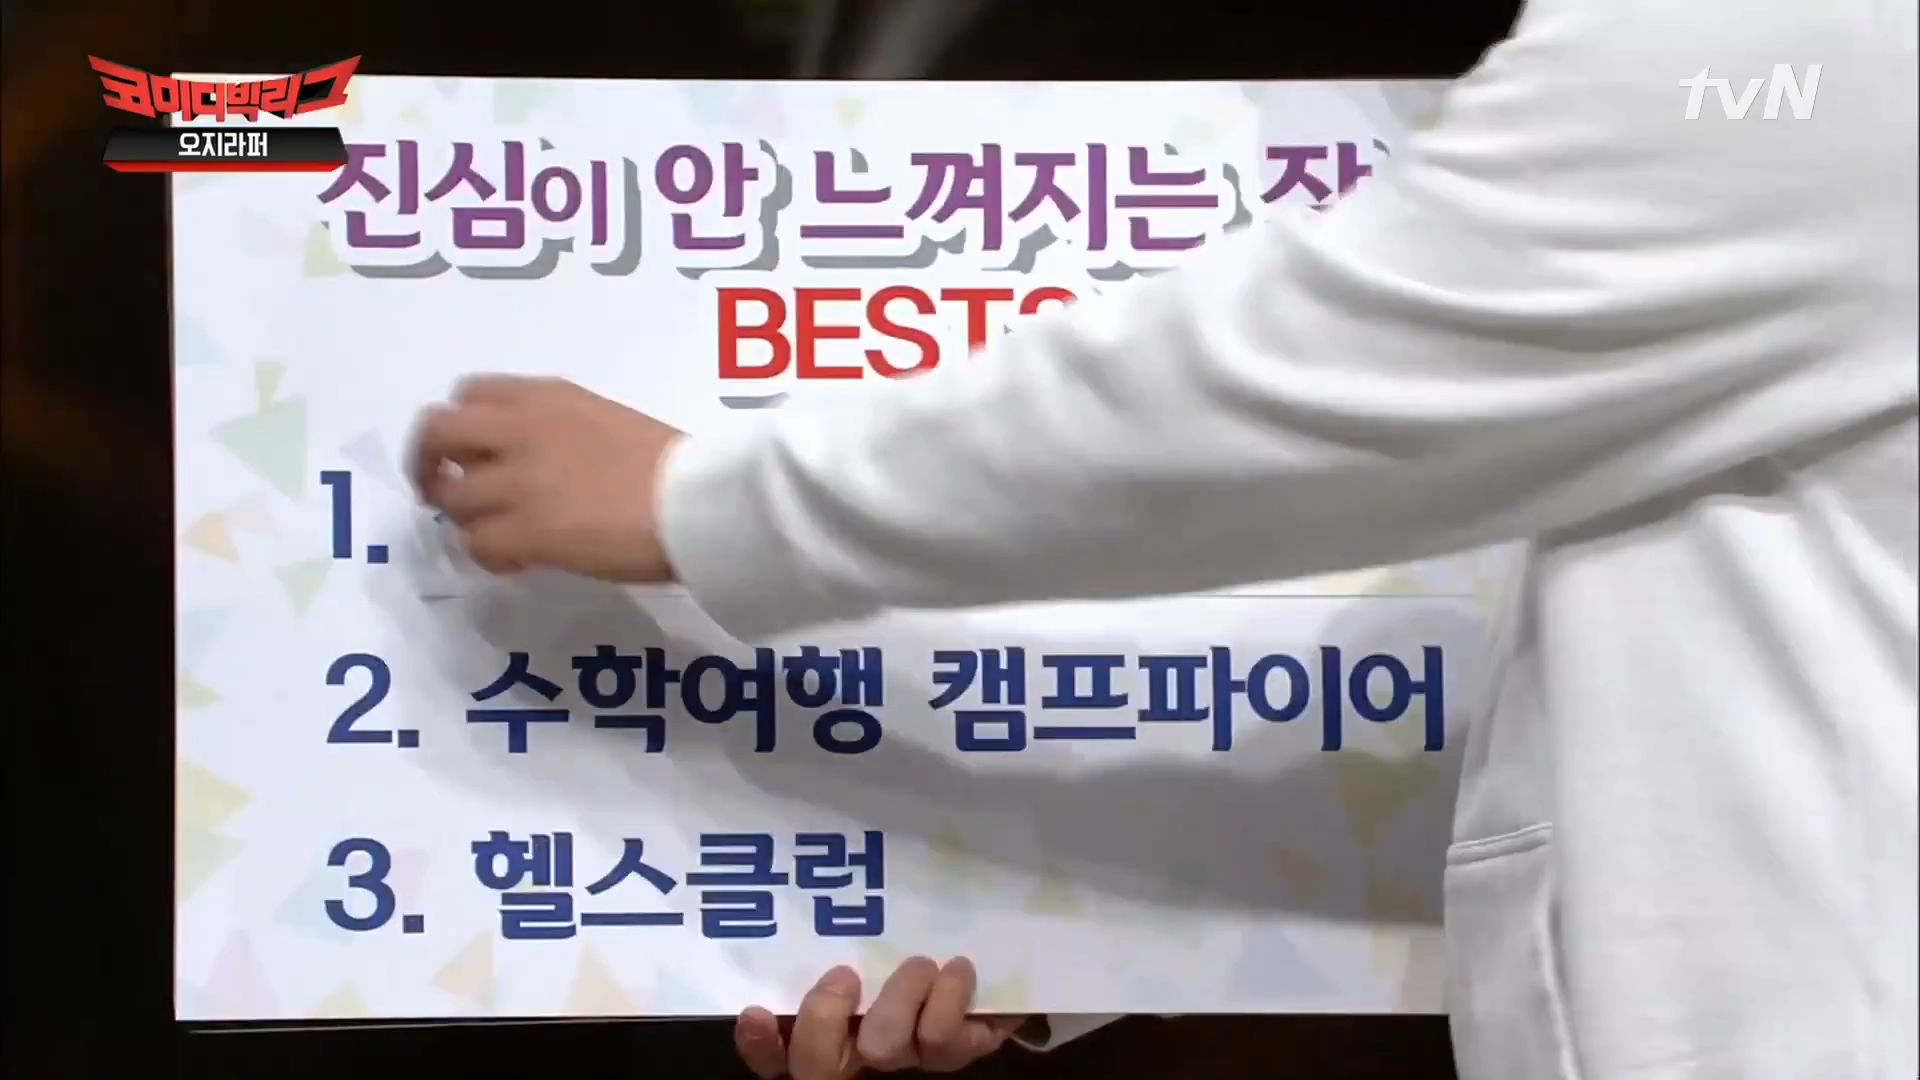 코미디빅리그
오지라퍼
tvN
진심이 안 느껴지는
BEST
1.
2. 수학여행 캠프파이어
3. 헬스클럽